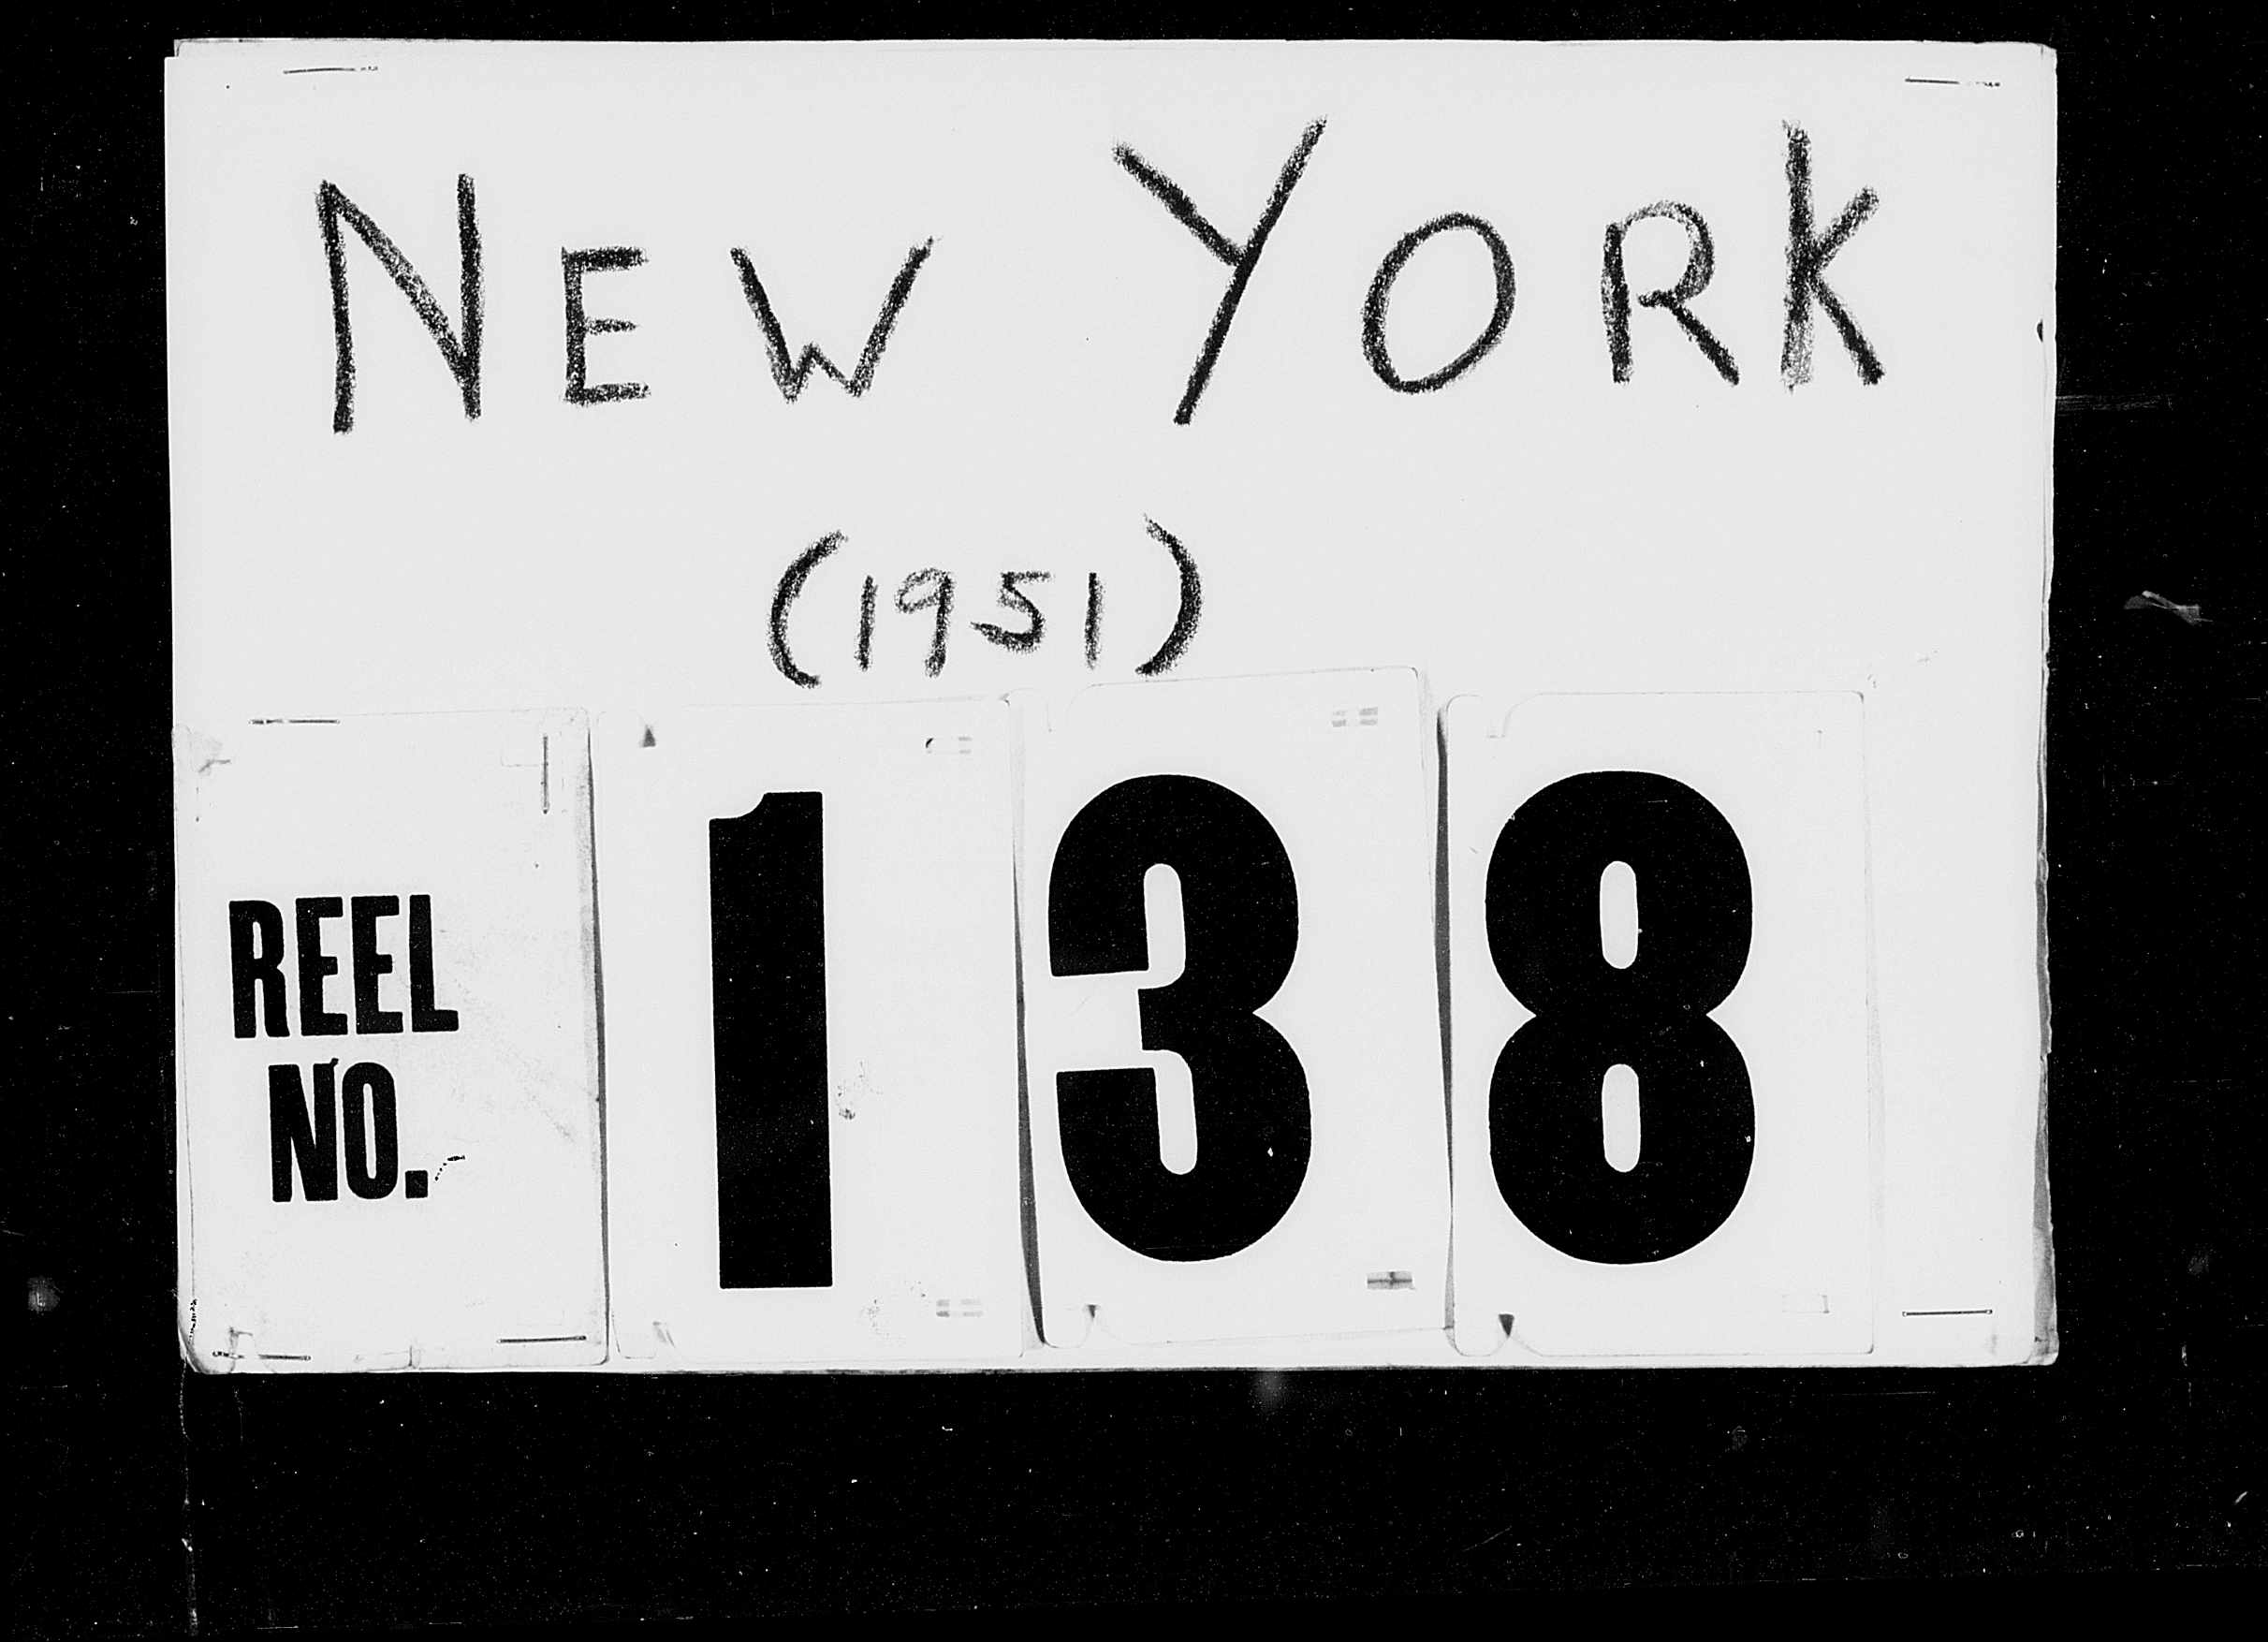 NEW YORK
(1951)
REEL
NO.
138